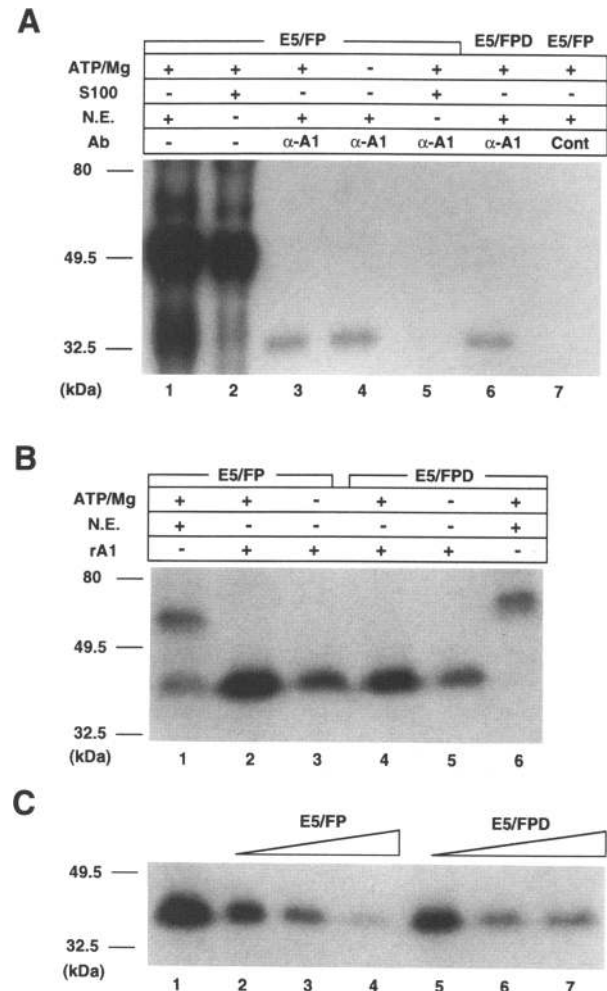 A
E5/FP E5/FPD E5/FP
ATP/Mg + + + - + + +
S100 - + - - + - -
N.E. + - + + - + +
Ab - - α-A1 α-A1 α-A1 α-A1 Cont
80
49.5
32.5
(kDa) 1 2 3 4 5 6 7
B
E5/FP E5/FPD
ATP/Mg + + - + - +
N.E. + - - - - +
rA1 - + + + + -
80
49.5
32.5
(kDa) 1 2 3 4 5 6
C
E5/FP E5/FPD
49.5
32.5
1 2 3 4 5 6 7